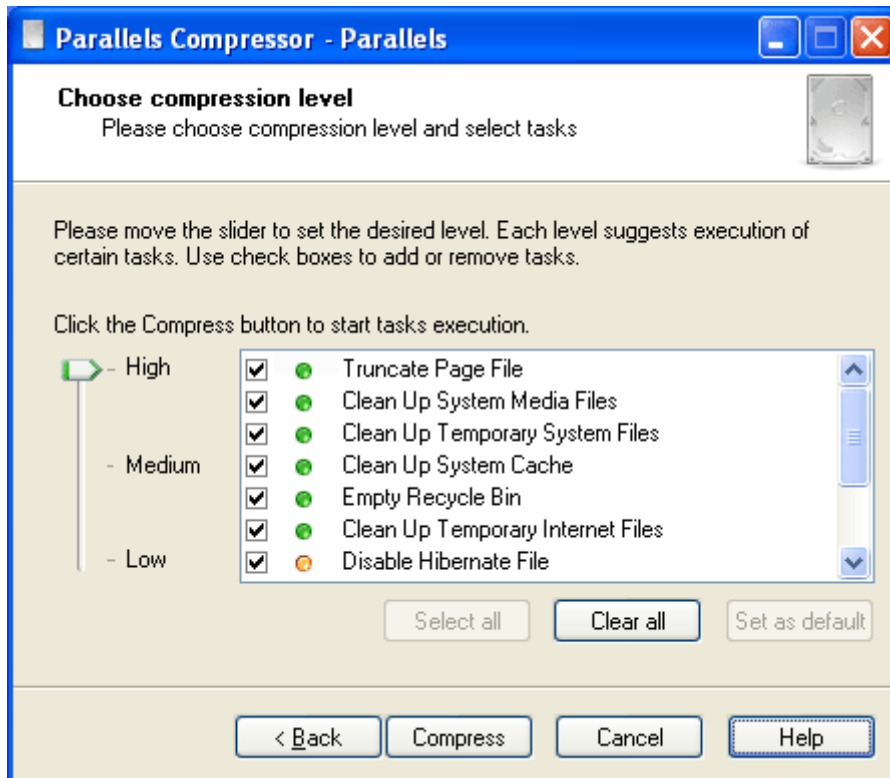 Parallels Compressor - Parallels
Choose compression level
Please choose compression level and select tasks
Please move the slider to set the desired level. Each level suggests execution of
certain tasks. Use check boxes to add or remove tasks.
Click the Compress button to start tasks execution.
- High
- Medium
- Low
Truncate Page File
Clean Up System Media Files
Clean Up Temporary System Files
Clean Up System Cache
Empty Recycle Bin
Clean Up Temporary Internet Files
Disable Hibernate File
Select all
Clear all
Set as default
< Back
Compress
Cancel
Help